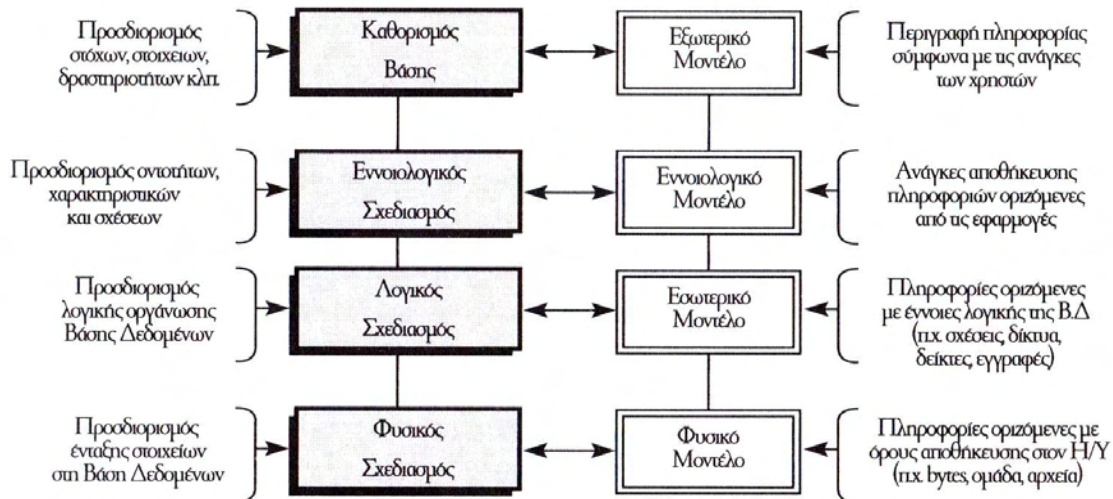 Προσδιορισμός
στόχων, στοιχειων,
δραστηριοτήτων κλπ.
Καθορισμός
Βάσης
Εξωτερικό
Μοντέλο
Περιγραφή πληροφορίας
σύμφωνα με τις ανάγκες
των χρηστών
Προσδιορισμός οντοτήτων,
χαρακτηριστικών
και σχέσεων
Εννοιολογικός
Σχεδιασμός
Εννοιολογικό
Μοντέλο
Ανάγκες αποθήκευσης
πληροφοριών οριζόμενες
από τις εφαρμογές
Προσδιορισμός
λογικής οργάνωσης
Βάσης Δεδομένων
Λογικός
Σχεδιασμός
Εσωτερικό
Μοντέλο
Πληροφορίες οριζόμενες
με έννοιες λογικής της Β.Δ
(π.χ. σχέσεις, δίκτυα,
δείκτες, εγγραφές)
Προσδιορισμός
ένταξης στοιχείων
στη Βάση Δεδομένων
Φυσικός
Σχεδιασμός
Φυσικό
Μοντέλο
Πληροφορίες οριζόμενες με
όρους αποθήκευσης στον Η/Υ
(π.χ. bytes, ομάδα, αρχεία)